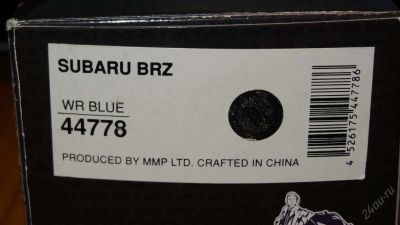 SUBARU BRZ
WR BLUE
44778
PRODUCED BY MMP LTD. CRAFTED IN CHINA
4 526175 447786
24au.ru